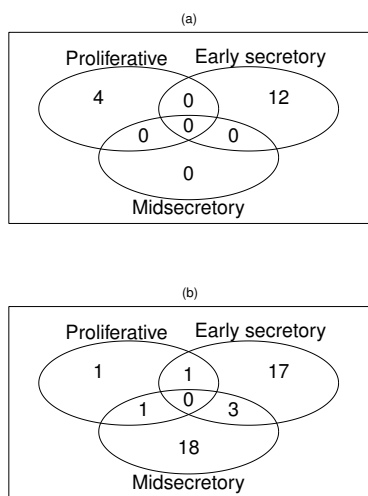 (a)
Proliferative Early secretory
4 0 12
0
0 0
0
Midsecretory
(b)
Proliferative Early secretory
1 1 17
0
1 3
18
Midsecretory